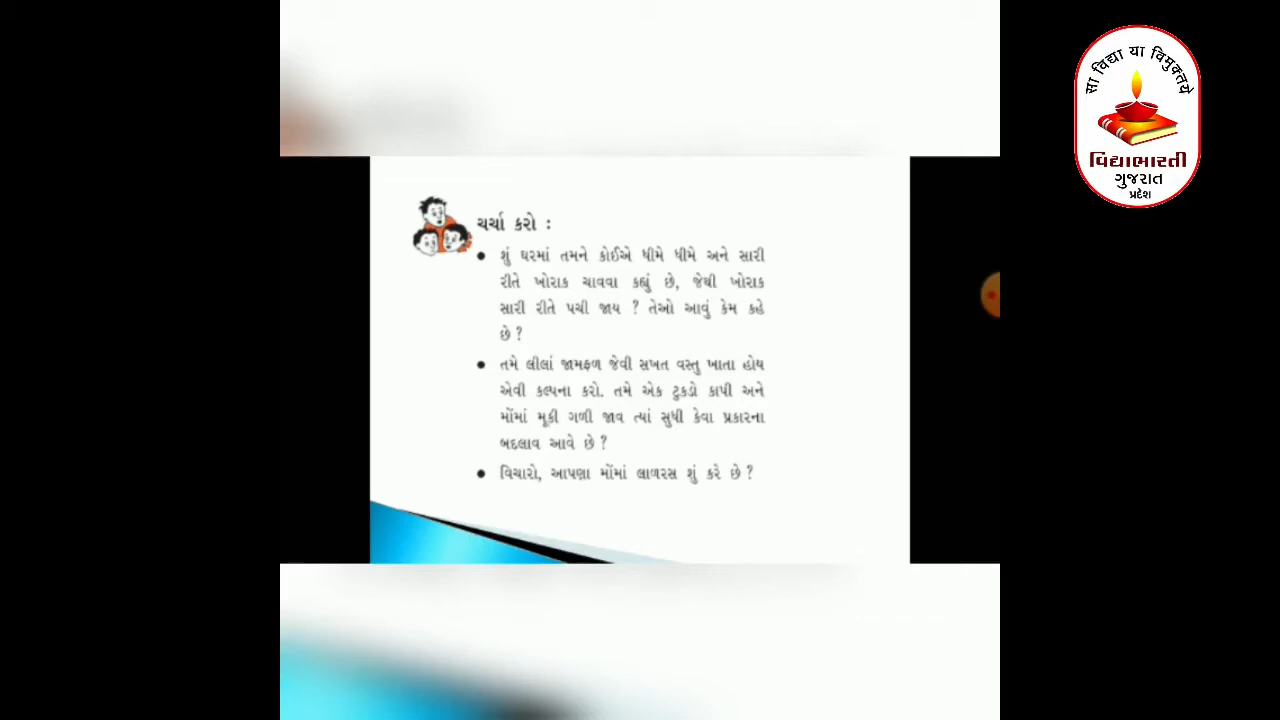 સા વિદ્યા યા વિમુક્તયે
વિદ્યાભારતી
ગુજરાત
પ્રદેશ
ચર્ચા કરો :
• શું ઘરમાં તમને કોઈએ ધીમે ધીમે અને સારી
રીતે ખોરાક ચાવવા કહ્યું છે, જેથી ખોરાક
સારી રીતે પચી જાય ? તેઓ આવું કેમ કહે
છે ?
• તમે લીલાં જામફળ જેવી સખત વસ્તુ ખાતા હોય
એવી કલ્પના કરો. તમે એક ટુકડો કાપી અને
મોંમાં મૂકી ગળી જાવ ત્યાં સુધી કેવા પ્રકારના
બદલાવ આવે છે ?
• વિચારો, આપણા મોંમાં લાળરસ શું કરે છે ?